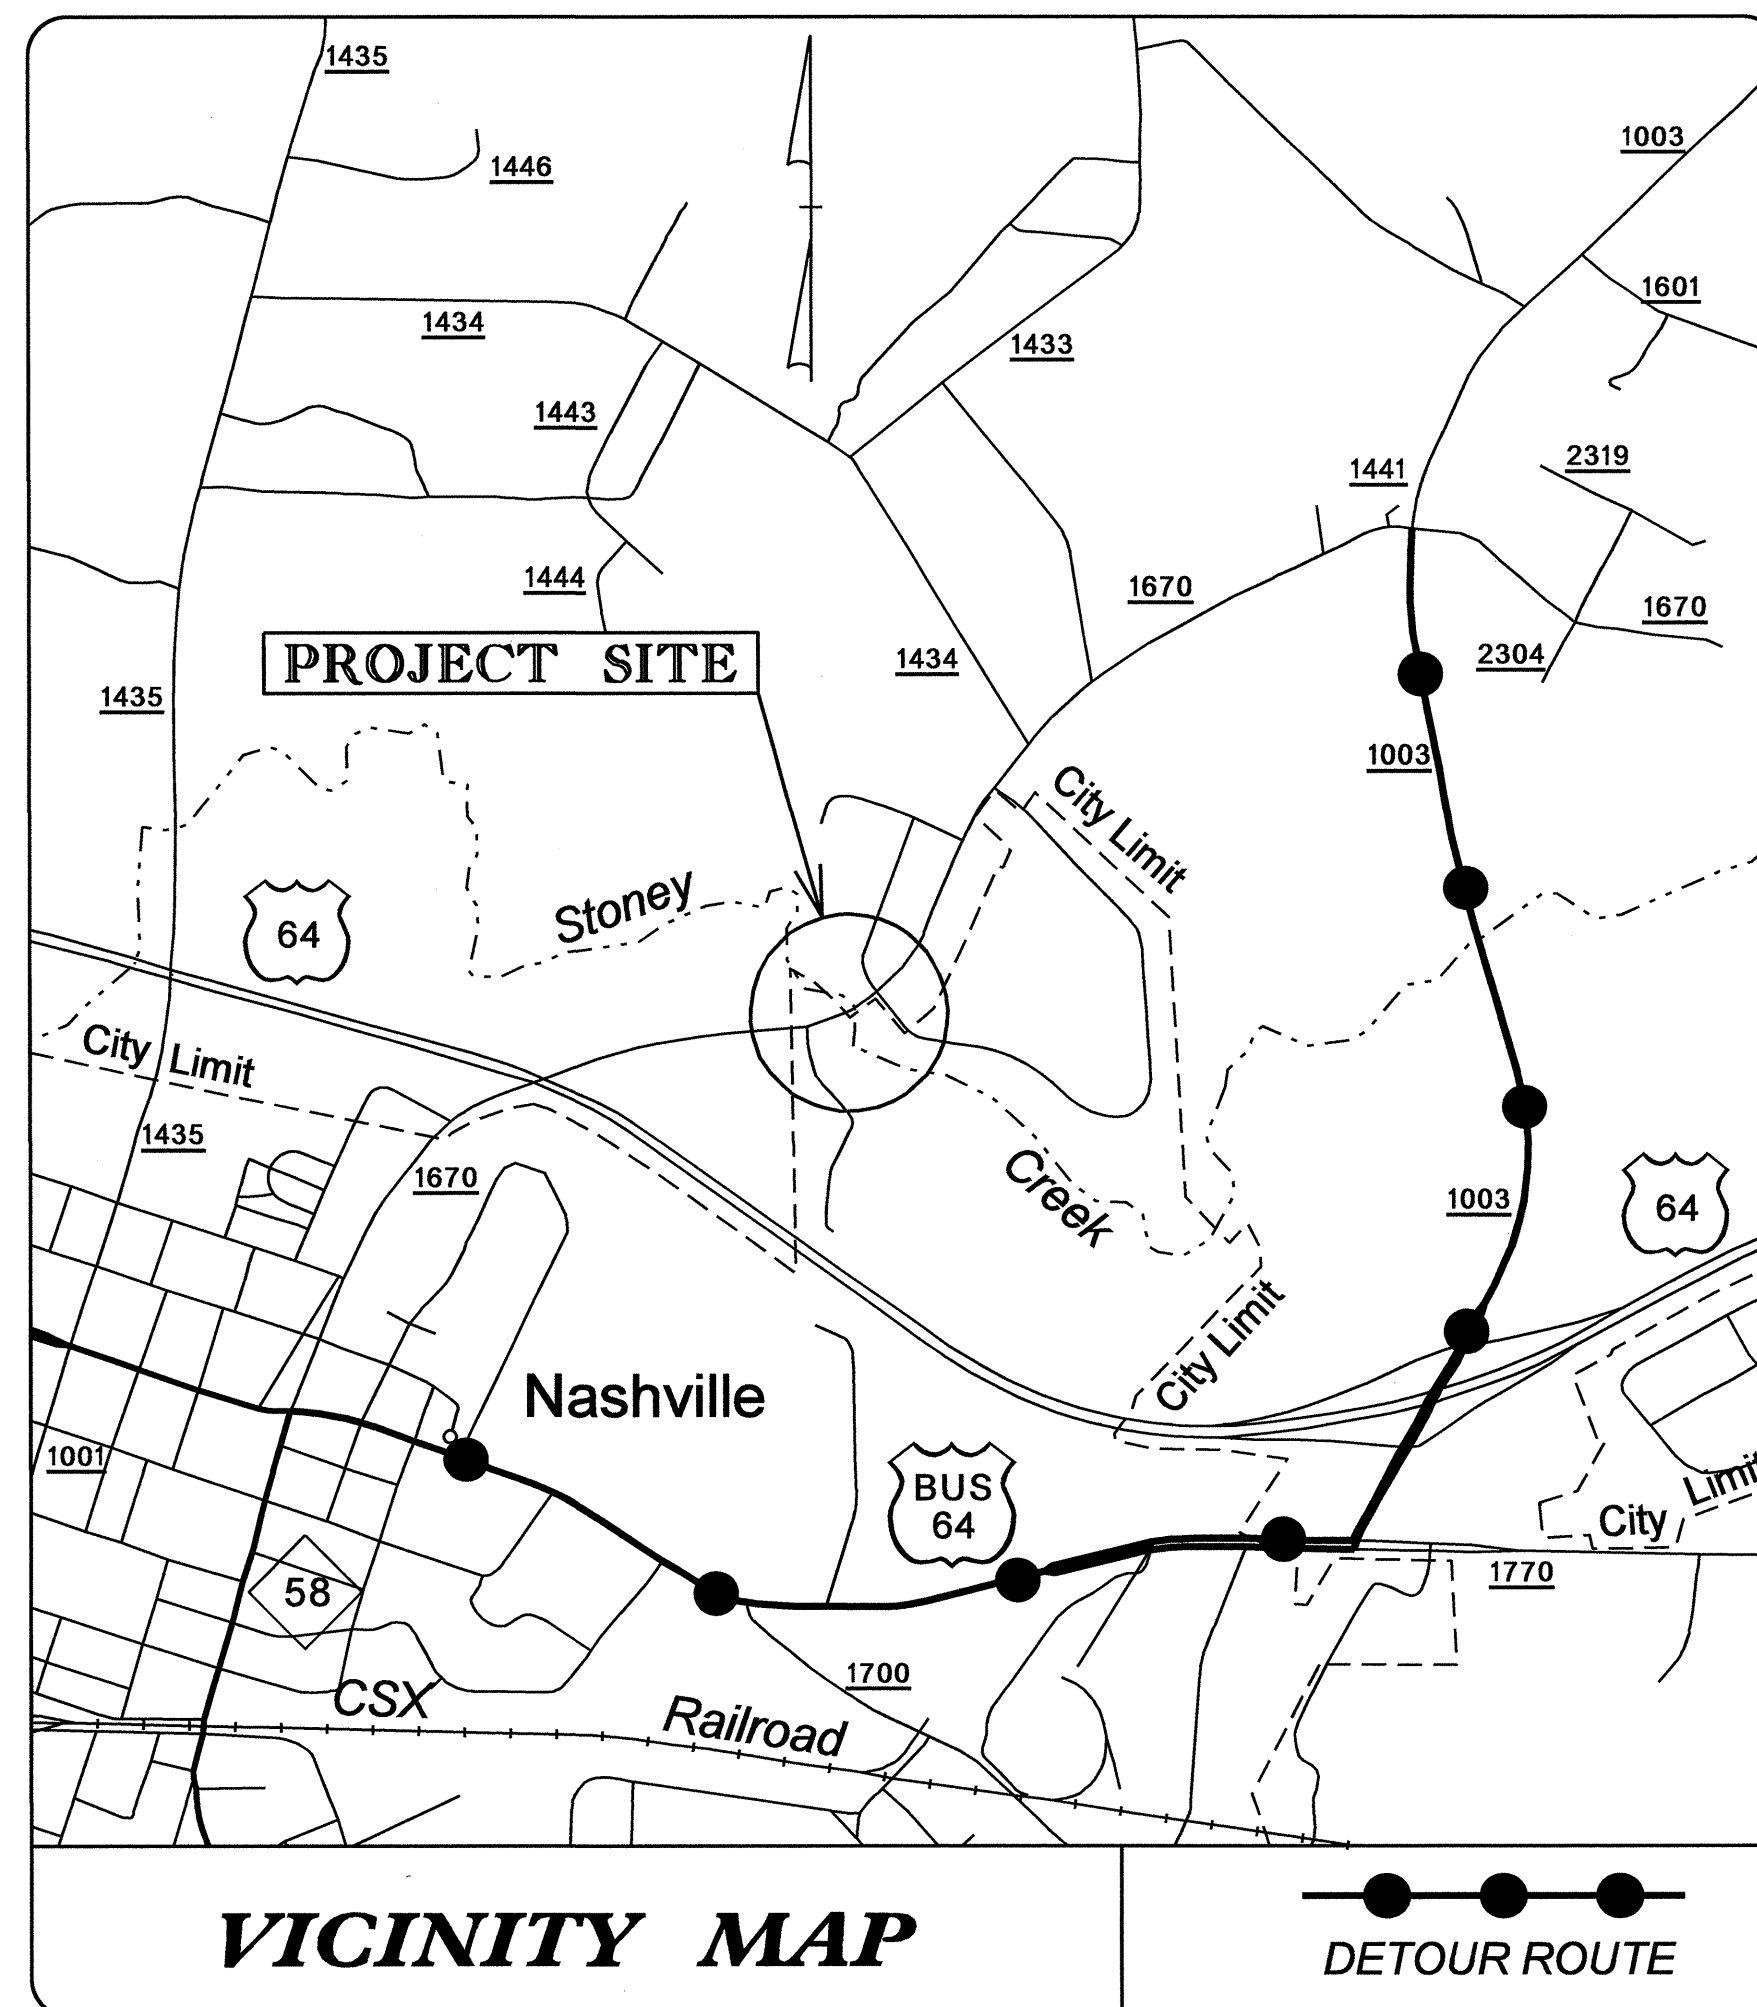 1435
1446
1003
1434
1433
1601
1443
1441
2319
1444
1670
1670
PROJECT SITE
1434
2304
1435
1003
City Limit
64
Stoney
City Limit
1435
1670
Creek
1003
64
City Limit
Nashville
1001
BUS
64
City Limit
58
1770
1700
CSX
Railroad
VICINITY MAP
DETOUR ROUTE